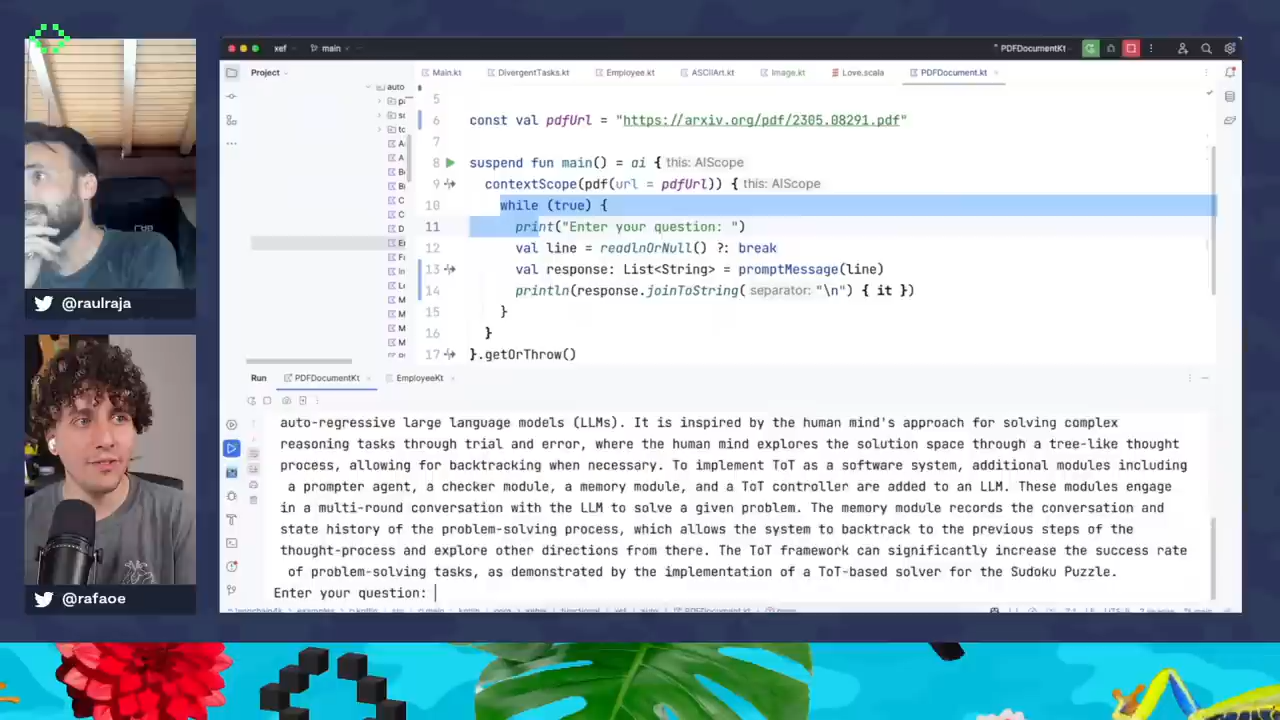 @raulraja
@rafaoe
xef
main
PDFDocumentKt
Project
Main.kt
DivergentTasks.kt
Employee.kt
ASCIIArt.kt
Image.kt
Love.scala
PDFDocument.kt
auto
5
6 const val pdfUrl = "https://arxiv.org/pdf/2305.08291.pdf"
7
8 suspend fun main() = ai { this: AIScope
9 contextScope(pdf(url = pdfUrl)) { this: AIScope
10 while (true) {
11 print("Enter your question: ")
12 val line = readlnOrNull() ?: break
13 val response: List<String> = promptMessage(line)
14 println(response.joinToString( separator: "\n") { it })
15 }
16 }
17 }.getOrThrow()
Run
PDFDocumentKt
EmployeeKt
auto-regressive large language models (LLMs). It is inspired by the human mind's approach for solving complex
reasoning tasks through trial and error, where the human mind explores the solution space through a tree-like thought
process, allowing for backtracking when necessary. To implement ToT as a software system, additional modules including
a prompter agent, a checker module, a memory module, and a ToT controller are added to an LLM. These modules engage
in a multi-round conversation with the LLM to solve a given problem. The memory module records the conversation and
state history of the problem-solving process, which allows the system to backtrack to the previous steps of the
thought-process and explore other directions from there. The ToT framework can significantly increase the success rate
of problem-solving tasks, as demonstrated by the implementation of a ToT-based solver for the Sudoku Puzzle.
Enter your question: